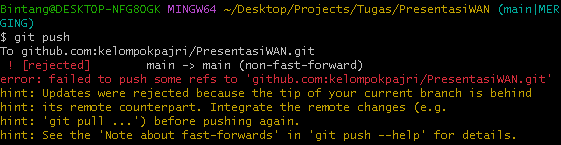 Bintang@DESKTOP-NFG8OGK MINGW64 ~/Desktop/Projects/Tugas/PresentasiWAN (main|MER
GING)
$ git push
To github.com:kelompokpajri/PresentasiWAN.git
 ! [rejected]        main -> main (non-fast-forward)
error: failed to push some refs to 'github.com:kelompokpajri/PresentasiWAN.git'
hint: Updates were rejected because the tip of your current branch is behind
hint: its remote counterpart. Integrate the remote changes (e.g.
hint: 'git pull ...') before pushing again.
hint: See the 'Note about fast-forwards' in 'git push --help' for details.